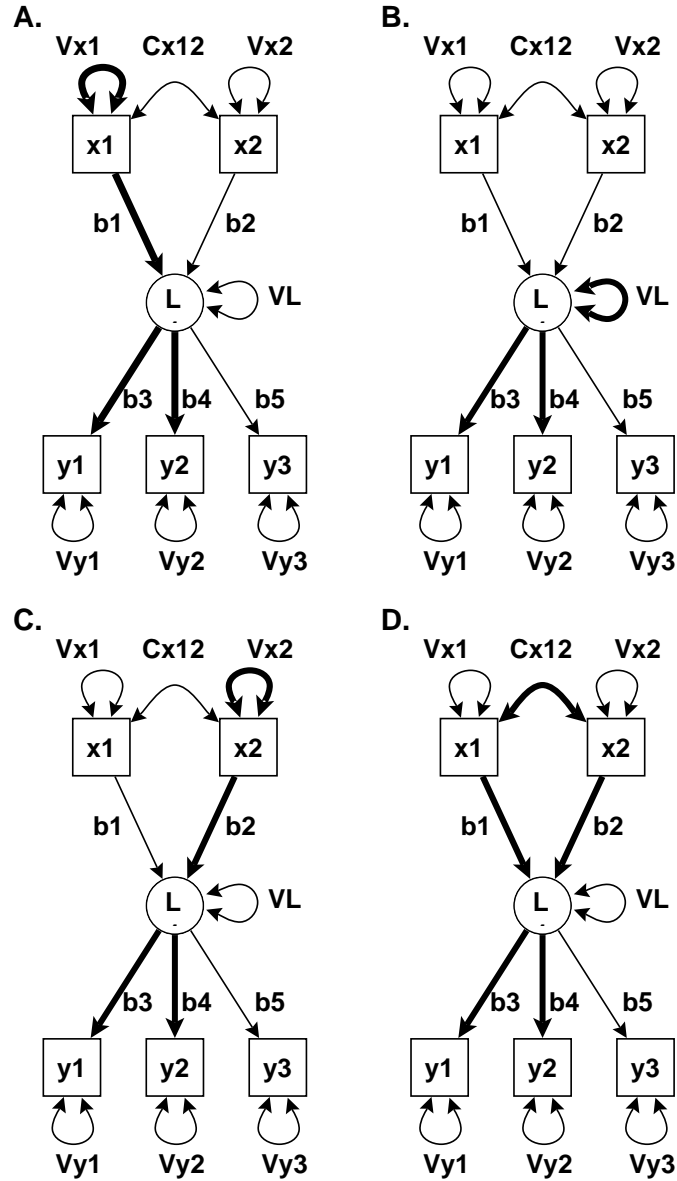 A. B.
Vx1 Cx12 Vx2 Vx1 Cx12 Vx2
x1 x2 x1 x2
b1 b2 b1 b2
L VL L VL
b3 b4 b5 b3 b4 b5
y1 y2 y3 y1 y2 y3
Vy1 Vy2 Vy3 Vy1 Vy2 Vy3
C. D.
Vx1 Cx12 Vx2 Vx1 Cx12 Vx2
x1 x2 x1 x2
b1 b2 b1 b2
L VL L VL
b3 b4 b5 b3 b4 b5
y1 y2 y3 y1 y2 y3
Vy1 Vy2 Vy3 Vy1 Vy2 Vy3